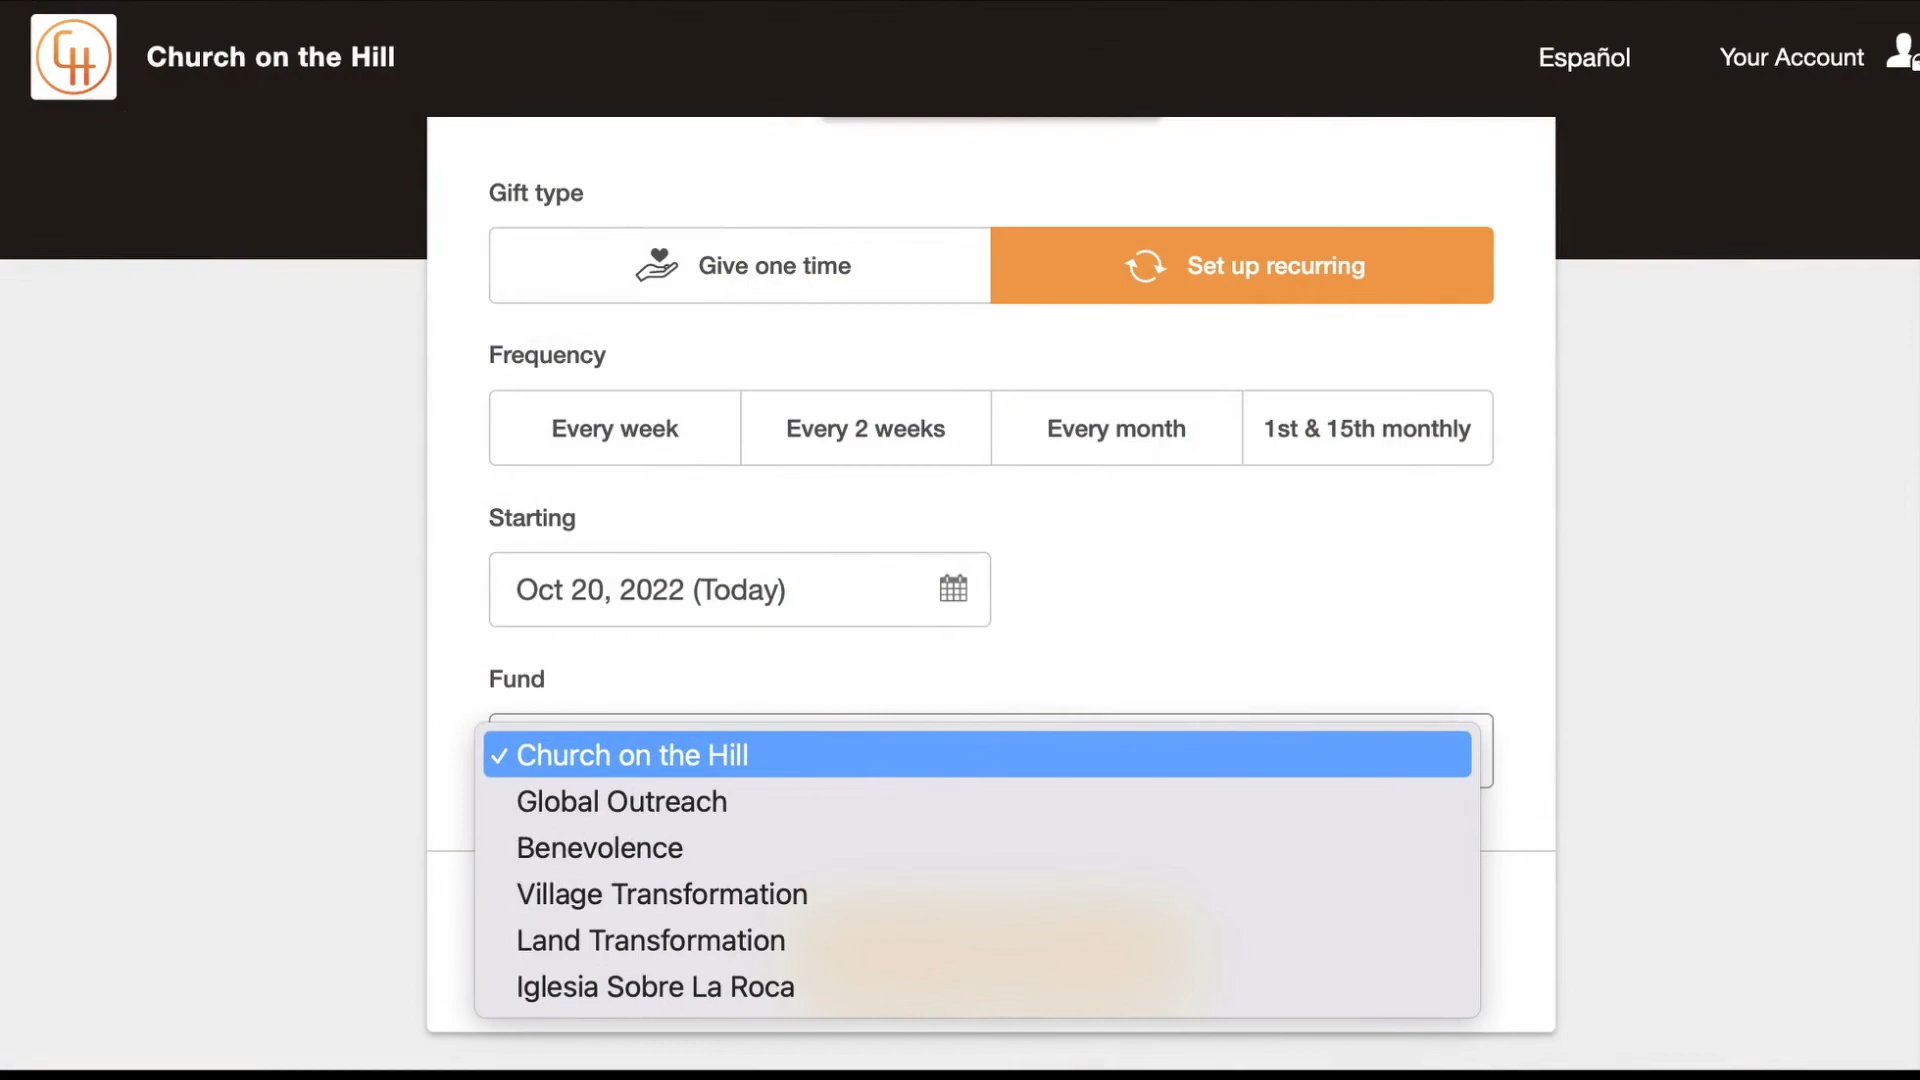 CH
Church on the Hill
Español
Your Account
Gift type
Give one time
Set up recurring
Frequency
Every week
Every 2 weeks
Every month
1st & 15th monthly
Starting
Oct 20, 2022 (Today)
Fund
✓ Church on the Hill
Global Outreach
Benevolence
Village Transformation
Land Transformation
Iglesia Sobre La Roca